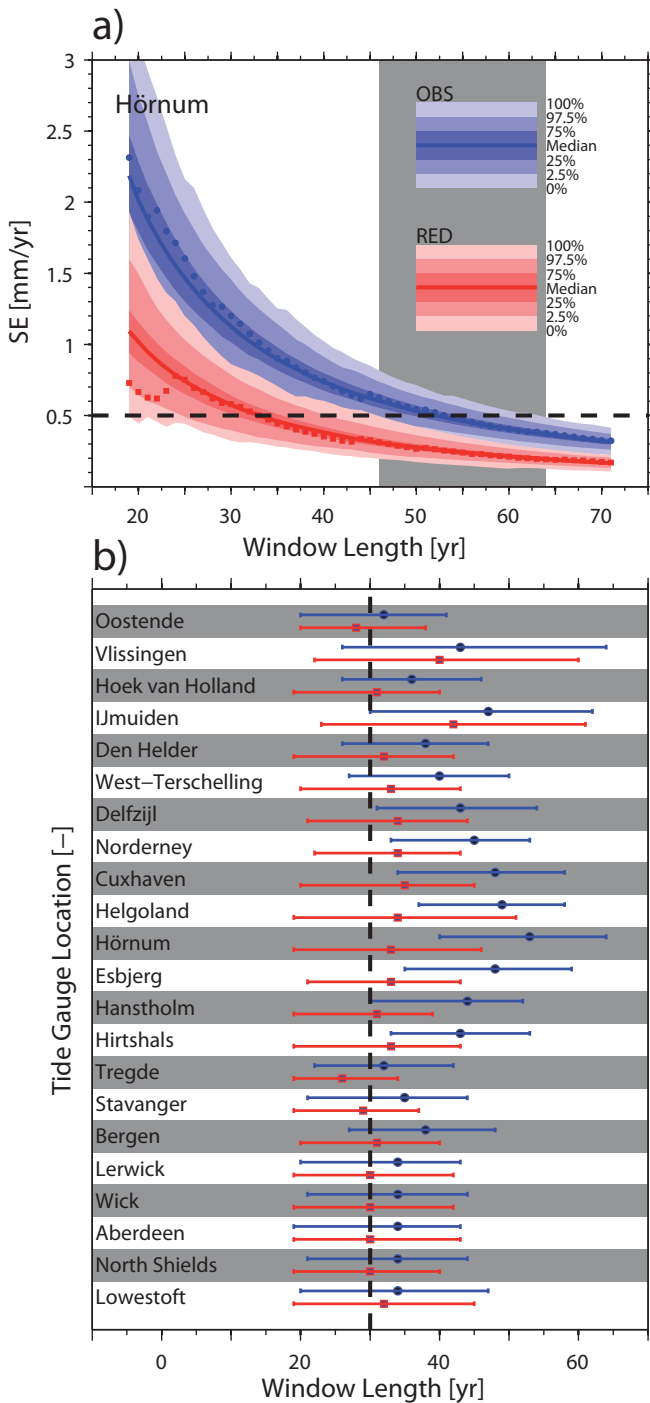 a)
3
2.5
2
1.5
1
0.5
SE [mm/yr]
Hörnum
OBS
100%
97.5%
75%
Median
25%
2.5%
0%
RED
100%
97.5%
75%
Median
25%
2.5%
0%
20 30 40 50 60 70
Window Length [yr]
b)
Tide Gauge Location [−]
Oostende
Vlissingen
Hoek van Holland
IJmuiden
Den Helder
West−Terschelling
Delfzijl
Norderney
Cuxhaven
Helgoland
Hörnum
Esbjerg
Hanstholm
Hirtshals
Tregde
Stavanger
Bergen
Lerwick
Wick
Aberdeen
North Shields
Lowestoft
0 20 40 60
Window Length [yr]